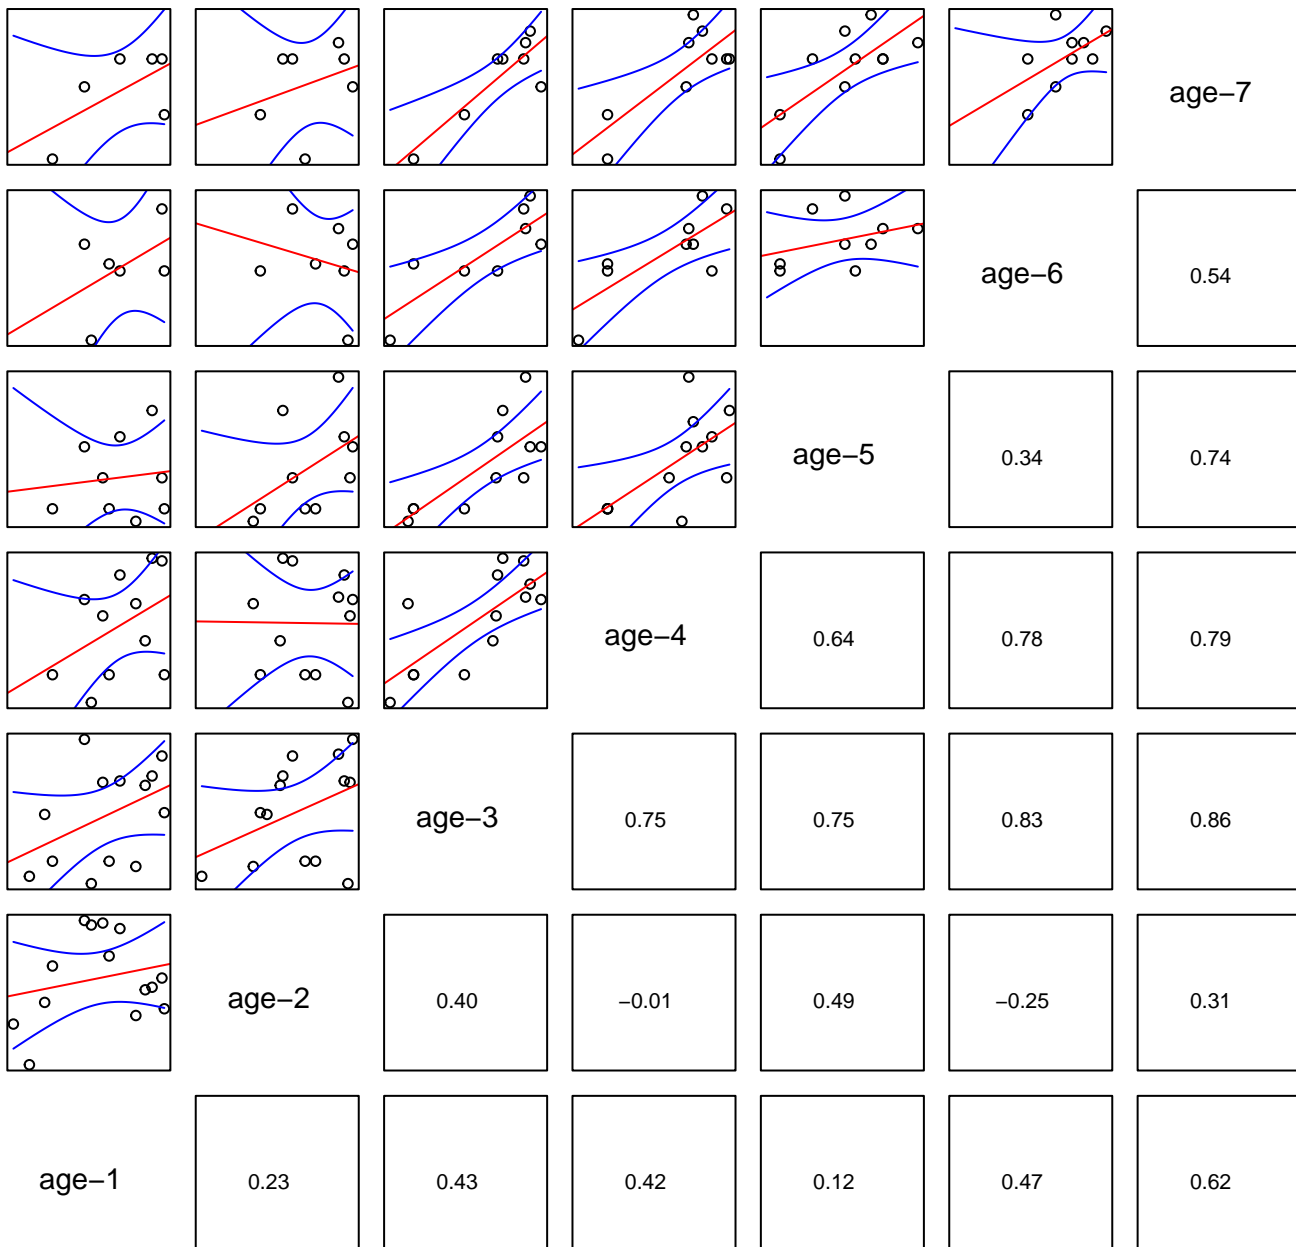 age−7
age−6 0.54
age−5 0.34 0.74
age−4 0.64 0.78 0.79
age−3 0.75 0.75 0.83 0.86
age−2 0.40 −0.01 0.49 −0.25 0.31
age−1 0.23 0.43 0.42 0.12 0.47 0.62